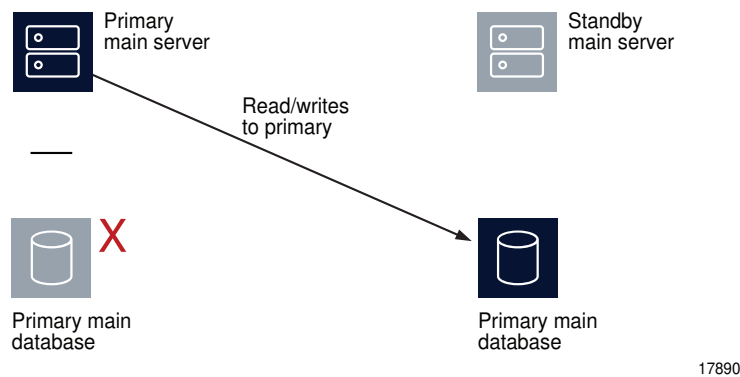 Primary
main server
Standby
main server
Read/writes
to primary
X
Primary main
database
Primary main
database
17890